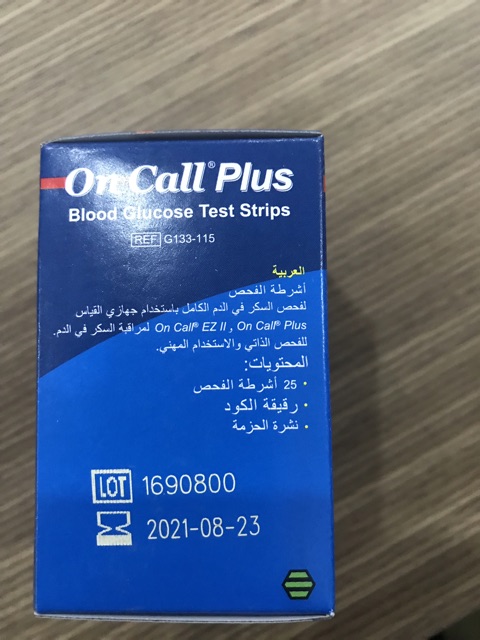 On Call® Plus
Blood Glucose Test Strips
REF G133-115
العربية
أشرطة الفحص
لفحص السكر في الدم الكامل باستخدام جهازي القياس
On Call® EZ II , On Call® Plus لمراقبة السكر في الدم.
للفحص الذاتي والاستخدام المهني.
المحتويات:
· 25 أشرطة الفحص
· رقيقة الكود
· نشرة الحزمة
LOT 1690800
2021-08-23